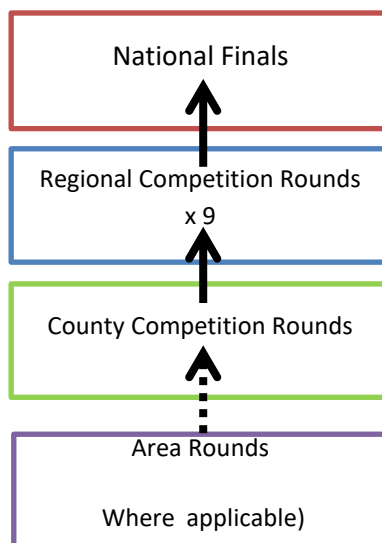 National Finals
Regional Competition Rounds
x 9
County Competition Rounds
Area Rounds
Where applicable)